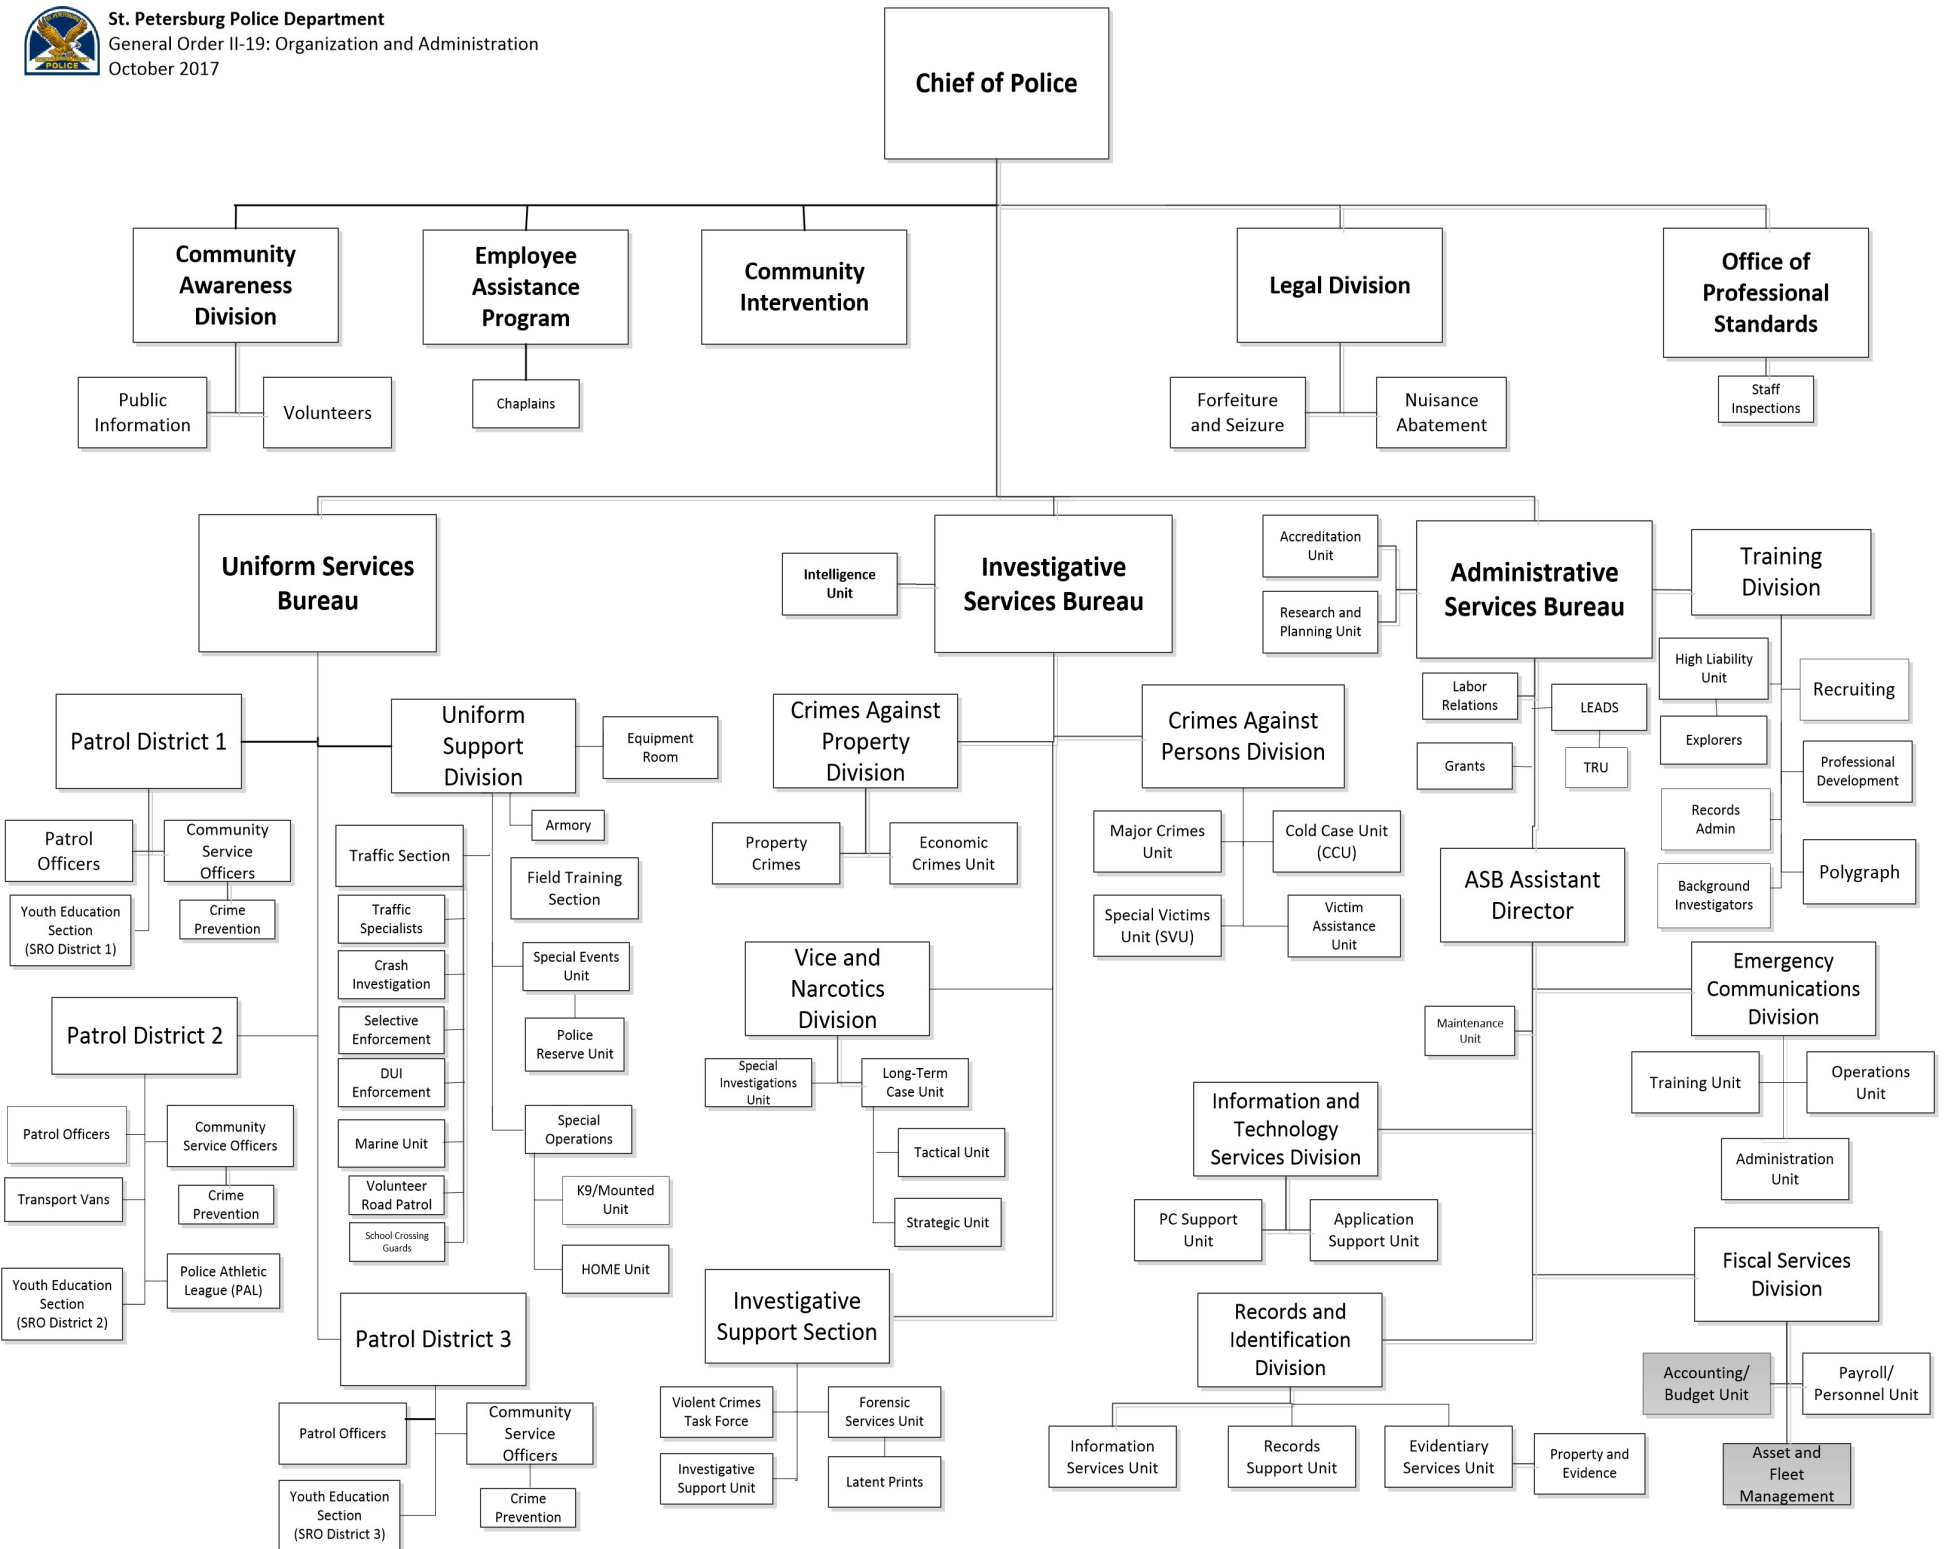 St. Petersburg Police Department
General Order II-19: Organization and Administration
October 2017
ST. PETERSBURG
POLICE
Chief of Police
Community
Awareness
Division
Employee
Assistance
Program
Community
Intervention
Legal Division
Office of
Professional
Standards
Public
Information
Volunteers
Chaplains
Forfeiture
and Seizure
Nuisance
Abatement
Staff
Inspections
Uniform Services
Bureau
Intelligence
Unit
Investigative
Services Bureau
Accreditation
Unit
Research and
Planning Unit
Administrative
Services Bureau
Training
Division
Patrol District 1
Uniform
Support
Division
Equipment
Room
Patrol
Officers
Community
Service
Officers
Youth Education
Section
(SRO District 1)
Crime
Prevention
Armory
Traffic Section
Field Training
Section
Traffic
Specialists
Crash
Investigation
Selective
Enforcement
DUI
Enforcement
Marine Unit
Volunteer
Road Patrol
School Crossing
Guards
Special Events
Unit
Police
Reserve Unit
Special
Operations
K9/Mounted
Unit
HOME Unit
Patrol District 2
Patrol Officers
Community
Service Officers
Transport Vans
Crime
Prevention
Youth Education
Section
(SRO District 2)
Police Athletic
League (PAL)
Patrol District 3
Patrol Officers
Community
Service
Officers
Youth Education
Section
(SRO District 3)
Crime
Prevention
Crimes Against
Property
Division
Property
Crimes
Economic
Crimes Unit
Crimes Against
Persons Division
Major Crimes
Unit
Cold Case Unit
(CCU)
Special Victims
Unit (SVU)
Victim
Assistance
Unit
Vice and
Narcotics
Division
Special
Investigations
Unit
Long-Term
Case Unit
Tactical Unit
Strategic Unit
Investigative
Support Section
Violent Crimes
Task Force
Forensic
Services Unit
Investigative
Support Unit
Latent Prints
Labor
Relations
LEADS
Grants
TRU
High Liability
Unit
Recruiting
Explorers
Professional
Development
Records
Admin
Polygraph
Background
Investigators
ASB Assistant
Director
Maintenance
Unit
Emergency
Communications
Division
Training Unit
Operations
Unit
Administration
Unit
Information and
Technology
Services Division
PC Support
Unit
Application
Support Unit
Fiscal Services
Division
Accounting/
Budget Unit
Payroll/
Personnel Unit
Asset and
Fleet
Management
Records and
Identification
Division
Information
Services Unit
Records
Support Unit
Evidentiary
Services Unit
Property and
Evidence